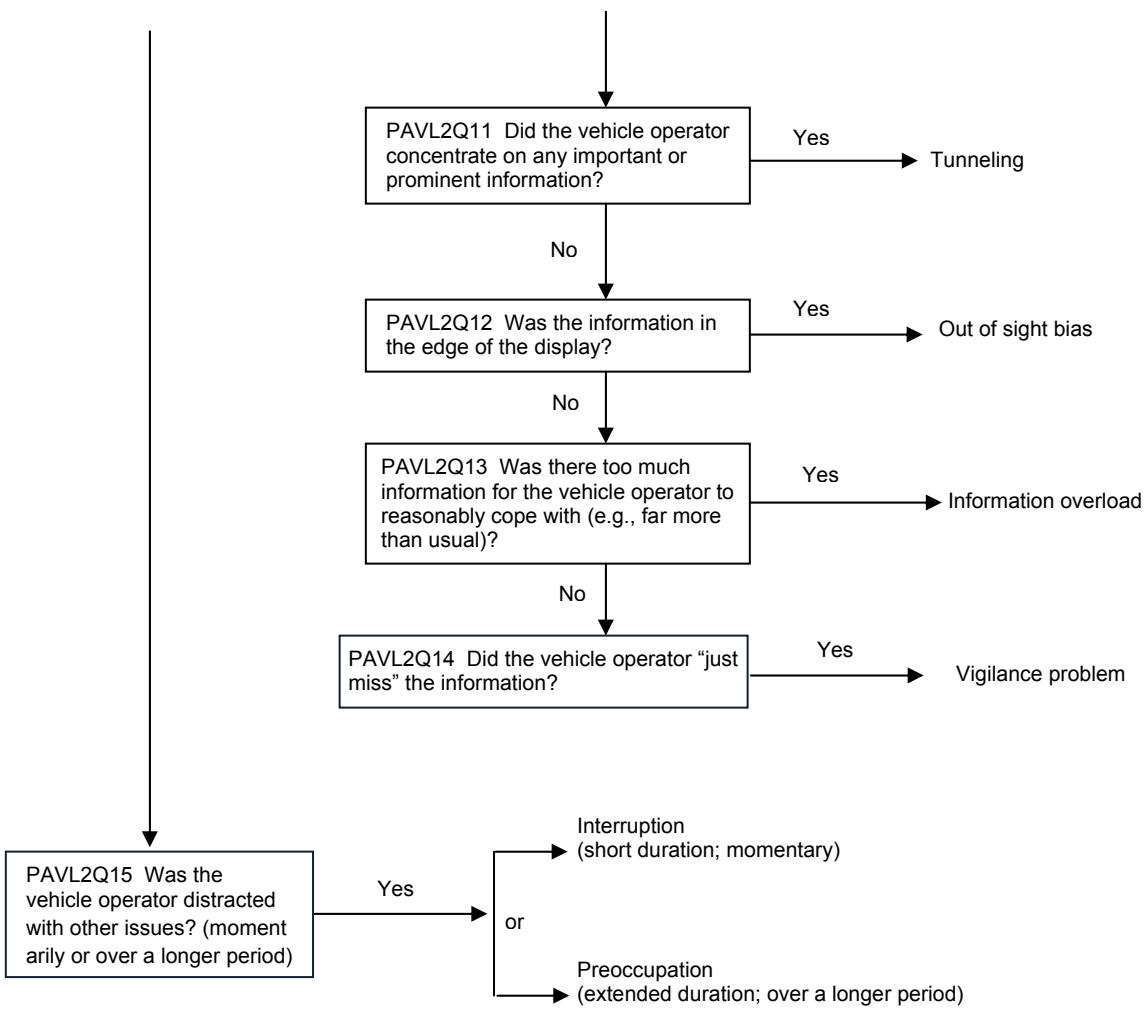 PAVL2Q11 Did the vehicle operator
concentrate on any important or
prominent information?
Yes
Tunneling
No
PAVL2Q12 Was the information in
the edge of the display?
Yes
Out of sight bias
No
PAVL2Q13 Was there too much
information for the vehicle operator to
reasonably cope with (e.g., far more
than usual)?
Yes
Information overload
No
PAVL2Q14 Did the vehicle operator “just
miss” the information?
Yes
Vigilance problem
PAVL2Q15 Was the
vehicle operator distracted
with other issues? (moment
arily or over a longer period)
Yes
Interruption
(short duration; momentary)
or
Preoccupation
(extended duration; over a longer period)